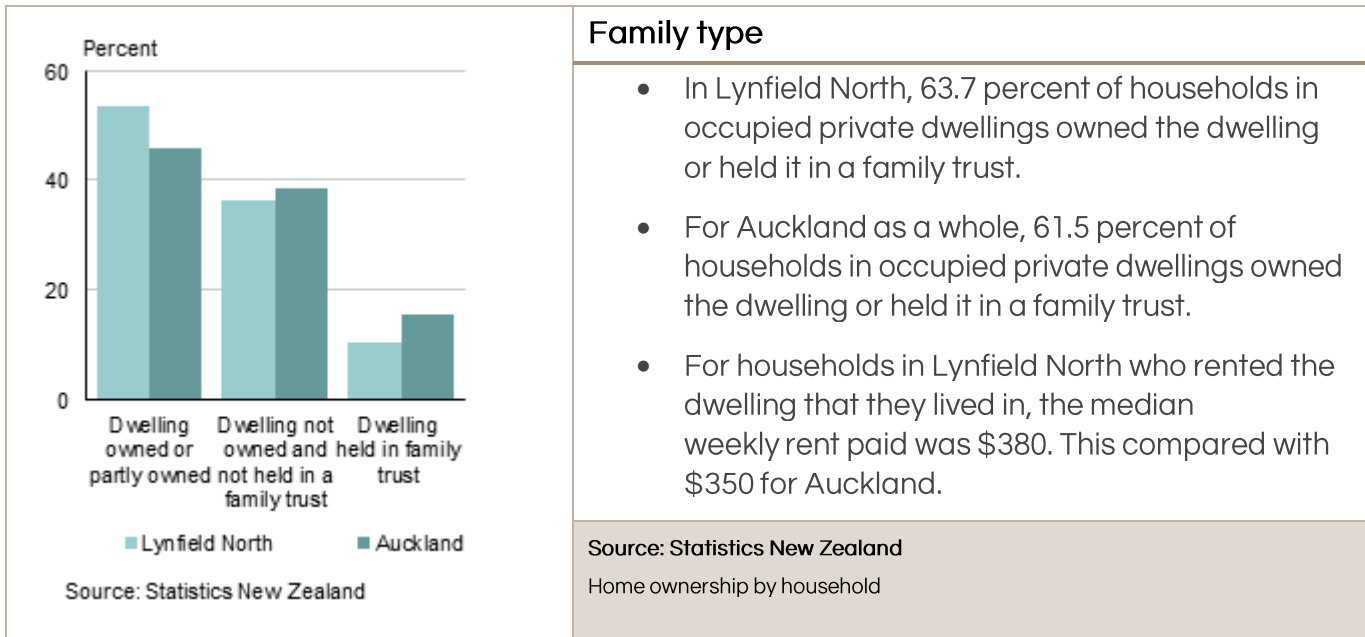 Percent
60
40
20
0
Dwelling owned or partly owned
Dwelling not owned and not held in a family trust
Dwelling held in family trust
Lynfield North
Auckland
Source: Statistics New Zealand
Family type
• In Lynfield North, 63.7 percent of households in
occupied private dwellings owned the dwelling
or held it in a family trust.
• For Auckland as a whole, 61.5 percent of
households in occupied private dwellings owned
the dwelling or held it in a family trust.
• For households in Lynfield North who rented the
dwelling that they lived in, the median
weekly rent paid was $380. This compared with
$350 for Auckland.
Source: Statistics New Zealand
Home ownership by household